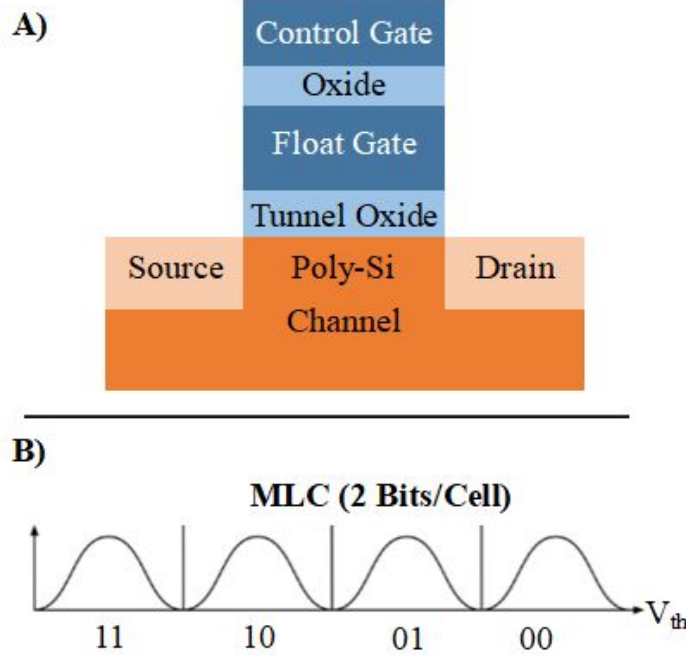 A)
Control Gate
Oxide
Float Gate
Tunnel Oxide
Source Poly-Si Drain
Channel
B)
MLC (2 Bits/Cell)
V_th
11 10 01 00